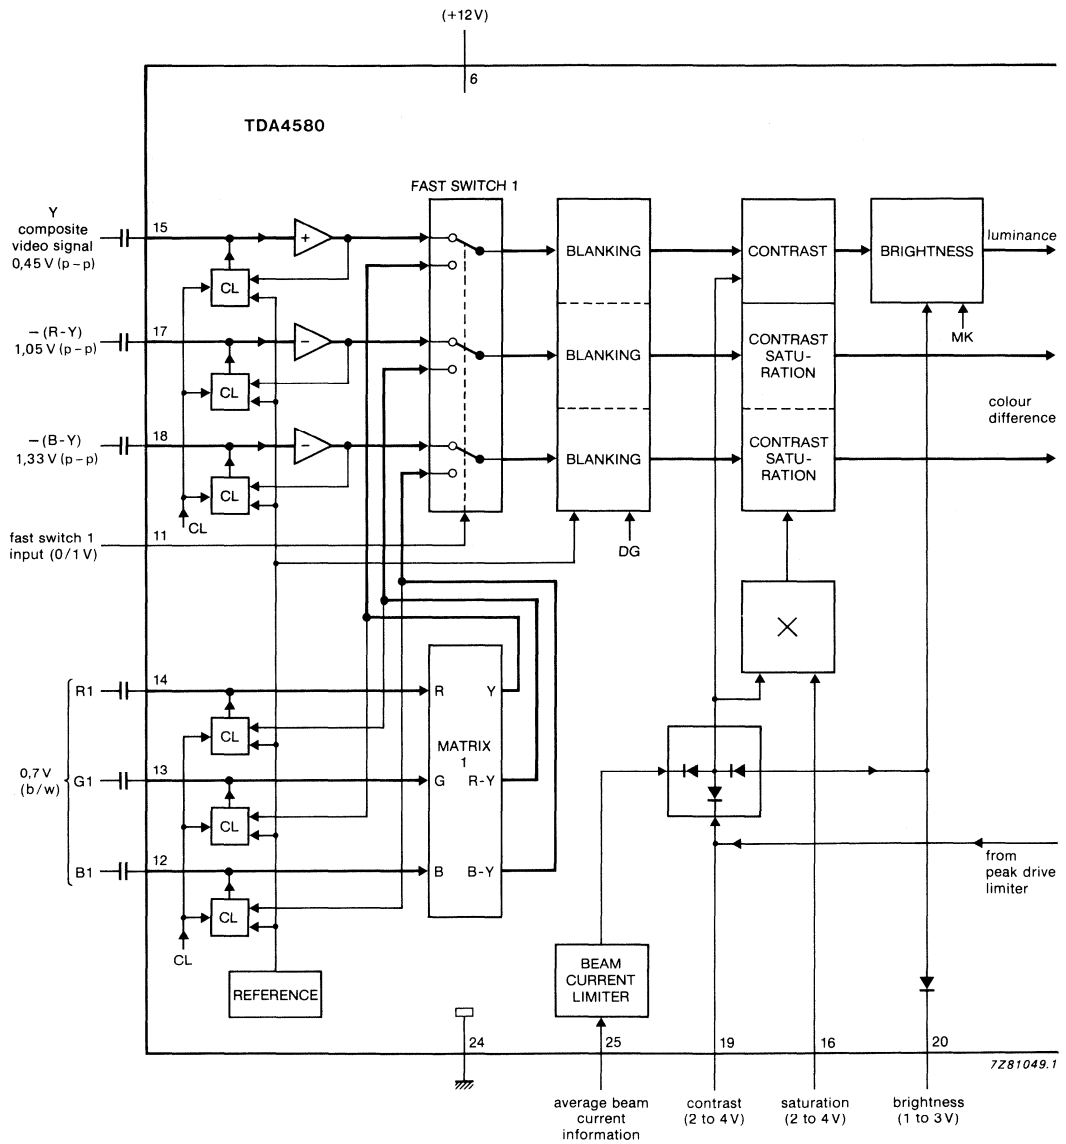 (+12V)
6
TDA4580
FAST SWITCH 1
Y
composite
video signal
0,45 V (p-p)
15
+
CL
BLANKING
CONTRAST
BRIGHTNESS
luminance
MK
-(R-Y)
1,05 V (p-p)
17
-
CL
BLANKING
CONTRAST
SATU-
RATION
colour
difference
-(B-Y)
1,33 V (p-p)
18
-
CL
BLANKING
CONTRAST
SATU-
RATION
CL
fast switch 1
input (0/1 V)
11
DG
×
R1
14
R
Y
CL
MATRIX
1
0,7 V
(b/w)
G1
13
G
R-Y
CL
B1
12
B
B-Y
CL
CL
from
peak drive
limiter
REFERENCE
BEAM
CURRENT
LIMITER
24
25
19
16
20
7Z81049.1
average beam
current
information
contrast
(2 to 4 V)
saturation
(2 to 4 V)
brightness
(1 to 3 V)